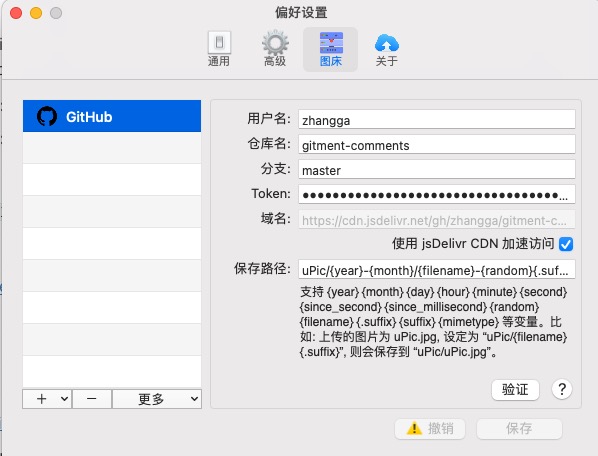 偏好设置
通用
高级
图床
关于
GitHub
用户名: zhangga
仓库名: gitment-comments
分支: master
Token: ●●●●●●●●●●●●●●●●●●●●●●●●●●●●●●●●●●...
域名: https://cdn.jsdelivr.net/gh/zhangga/gitment-c...
使用 jsDelivr CDN 加速访问
保存路径: uPic/{year}-{month}/{filename}-{random}{.suf...
支持 {year} {month} {day} {hour} {minute} {second}
{since_second} {since_millisecond} {random}
{filename} {.suffix} {suffix} {mimetype} 等变量。比
如: 上传的图片为 uPic.jpg, 设定为 “uPic/{filename}
{.suffix}”, 则会保存到 “uPic/uPic.jpg”。
验证
?
+
−
更多
撤销
保存